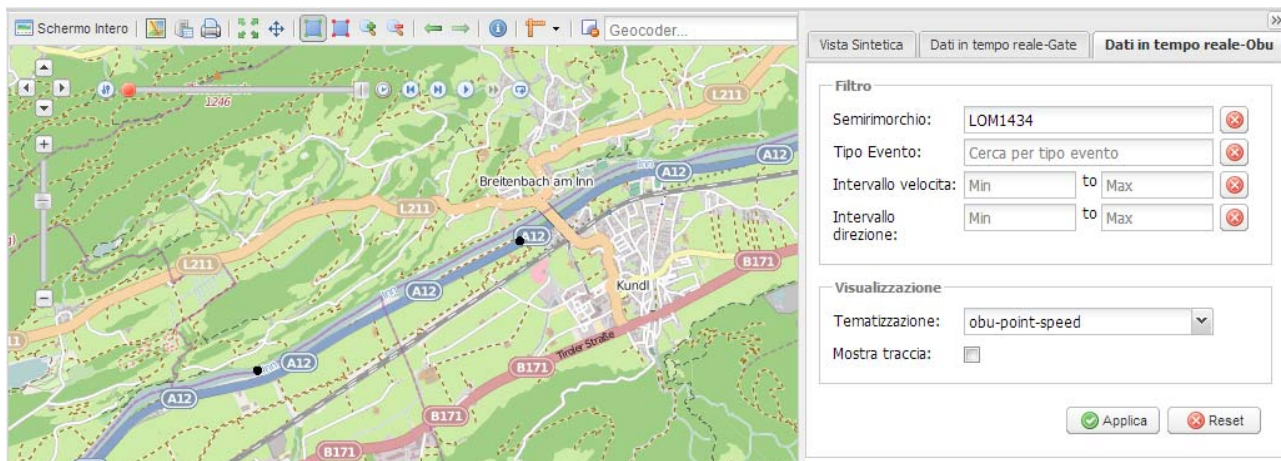 Schermo Intero
Geocoder...
1246
L211
A12
A12
Breitenbach am Inn
L211
A12
B171
L211
Kundl
A12
Tiroler Straße
A12
B171
A12
11
B171
B171
Vista Sintetica
Dati in tempo reale-Gate
Dati in tempo reale-Obu
Filtro
Semirimorchio: LOM1434
Tipo Evento: Cerca per tipo evento
Intervallo velocita: Min to Max
Intervallo direzione: Min to Max
Visualizzazione
Tematizzazione: obu-point-speed
Mostra traccia:
Applica
Reset